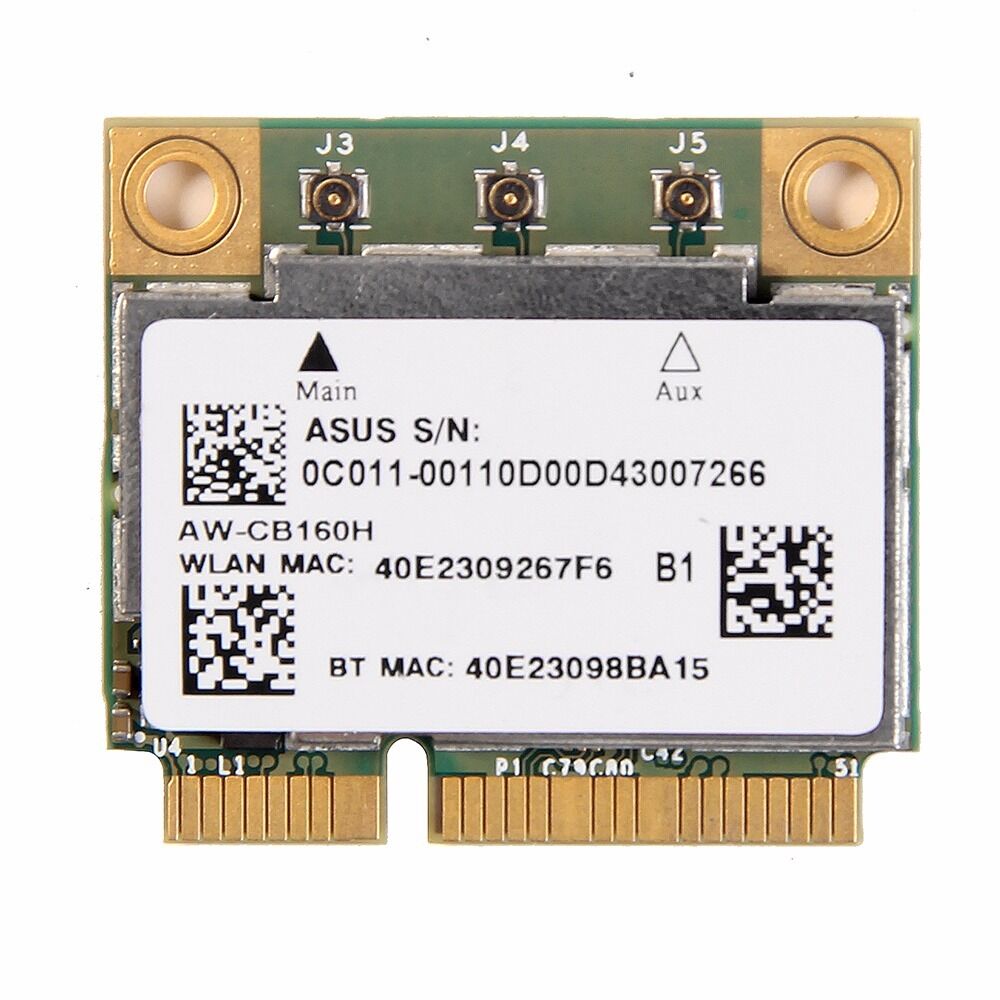 J3 J4 J5
Main Aux
ASUS S/N:
0C011-00110D00D43007266
AW-CB160H
WLAN MAC: 40E2309267F6 B1
BT MAC: 40E23098BA15
U4 C42
1 L1 P1 C79C80 51